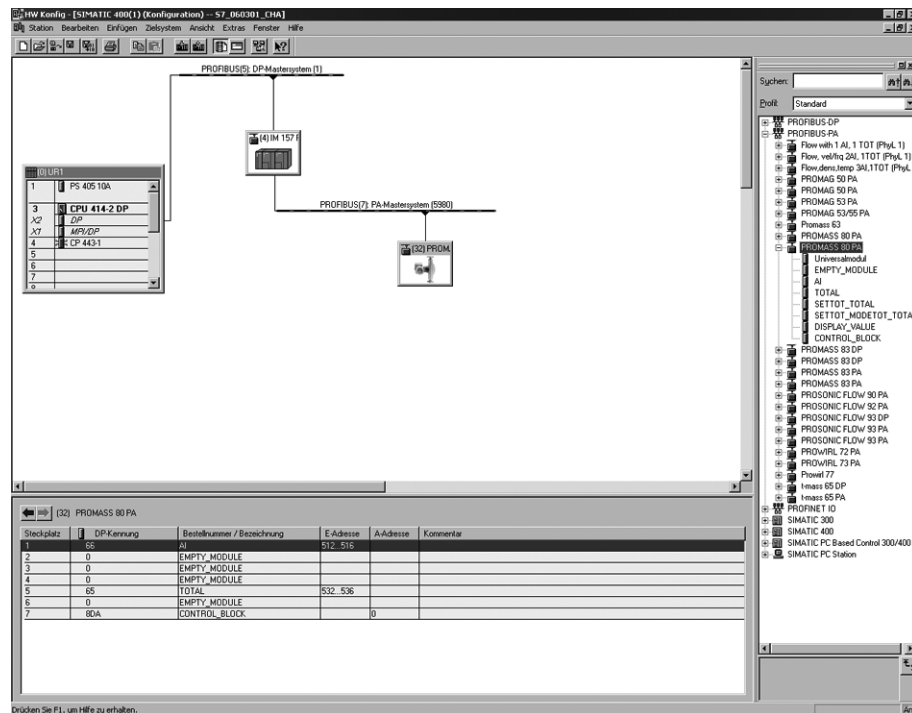 HW Konfig - [SIMATIC 400(1) (Konfiguration) -- S7_060301_CHA]
Station Bearbeiten Einfügen Zielsystem Ansicht Extras Fenster Hilfe
PROFIBUS(5): DP-Mastersystem (1)
(4) IM 157
(0) UR1
1 PS 405 10A
3 CPU 414-2 DP
X2 DP
X1 MPI/DP
4 CP 443-1
5
6
7
PROFIBUS(7): PA-Mastersystem (5980)
(32) PROM
Suchen:
Profil: Standard
PROFIBUS-DP
PROFIBUS-PA
Flow with 1 AI, 1 TOT (PhyL 1)
Flow, vel/frq 2AI, 1TOT (PhyL 1)
Flow,dens,temp 3AI,1TOT (PhyL
PROMAG 50 PA
PROMAG 50 PA
PROMAG 53 PA
PROMAG 53/55 PA
Promass 63
PROMASS 80 PA
PROMASS 80 PA
Universalmodul
EMPTY_MODULE
AI
TOTAL
SETTOT_TOTAL
SETTOT_MODETOT_TOTA
DISPLAY_VALUE
CONTROL_BLOCK
PROMASS 83 DP
PROMASS 83 DP
PROMASS 83 PA
PROMASS 83 PA
PROSONIC FLOW 90 PA
PROSONIC FLOW 92 PA
PROSONIC FLOW 93 DP
PROSONIC FLOW 93 PA
PROSONIC FLOW 93 PA
PROWIRL 72 PA
PROWIRL 73 PA
Prowirl 77
t-mass 65 DP
t-mass 65 PA
PROFINET IO
SIMATIC 300
SIMATIC 400
SIMATIC PC Based Control 300/400
SIMATIC PC Station
(32) PROMASS 80 PA
Steckplatz DP-Kennung Bestellnummer / Bezeichnung E-Adresse A-Adresse Kommentar
1 66 AI 512...516
2 0 EMPTY_MODULE
3 0 EMPTY_MODULE
4 0 EMPTY_MODULE
5 65 TOTAL 532...536
6 0 EMPTY_MODULE
7 8DA CONTROL_BLOCK 0
Drücken Sie F1, um Hilfe zu erhalten.